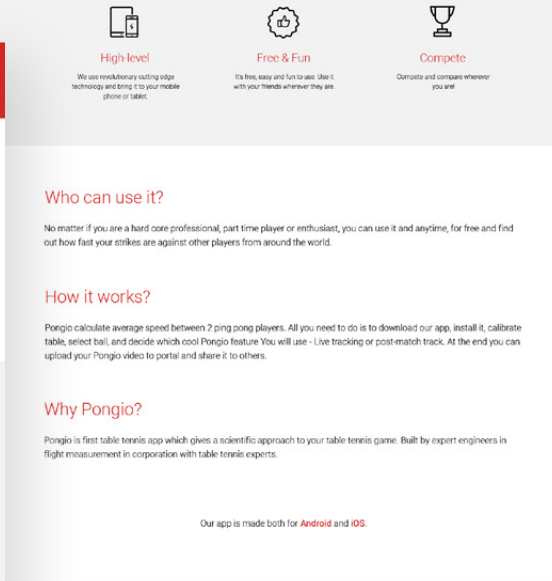 High-level
We use revolutionary cutting edge
technology and bring it to your mobile
phone or tablet.
Free & Fun
It's free, easy and fun to use. Use it
with your friends wherever they are.
Compete
Compete and compare wherever
you are!
Who can use it?
No matter if you are a hard core professional, part time player or enthusiast, you can use it and anytime, for free and find
out how fast your strikes are against other players from around the world.
How it works?
Pongio calculate average speed between 2 ping pong players. All you need to do is to download our app, install it, calibrate
table, select ball, and decide which cool Pongio feature You will use - Live tracking or post-match track. At the end you can
upload your Pongio video to portal and share it to others.
Why Pongio?
Pongio is first table tennis app which gives a scientific approach to your table tennis game. Built by expert engineers in
flight measurement in corporation with table tennis experts.
Our app is made both for Android and iOS.